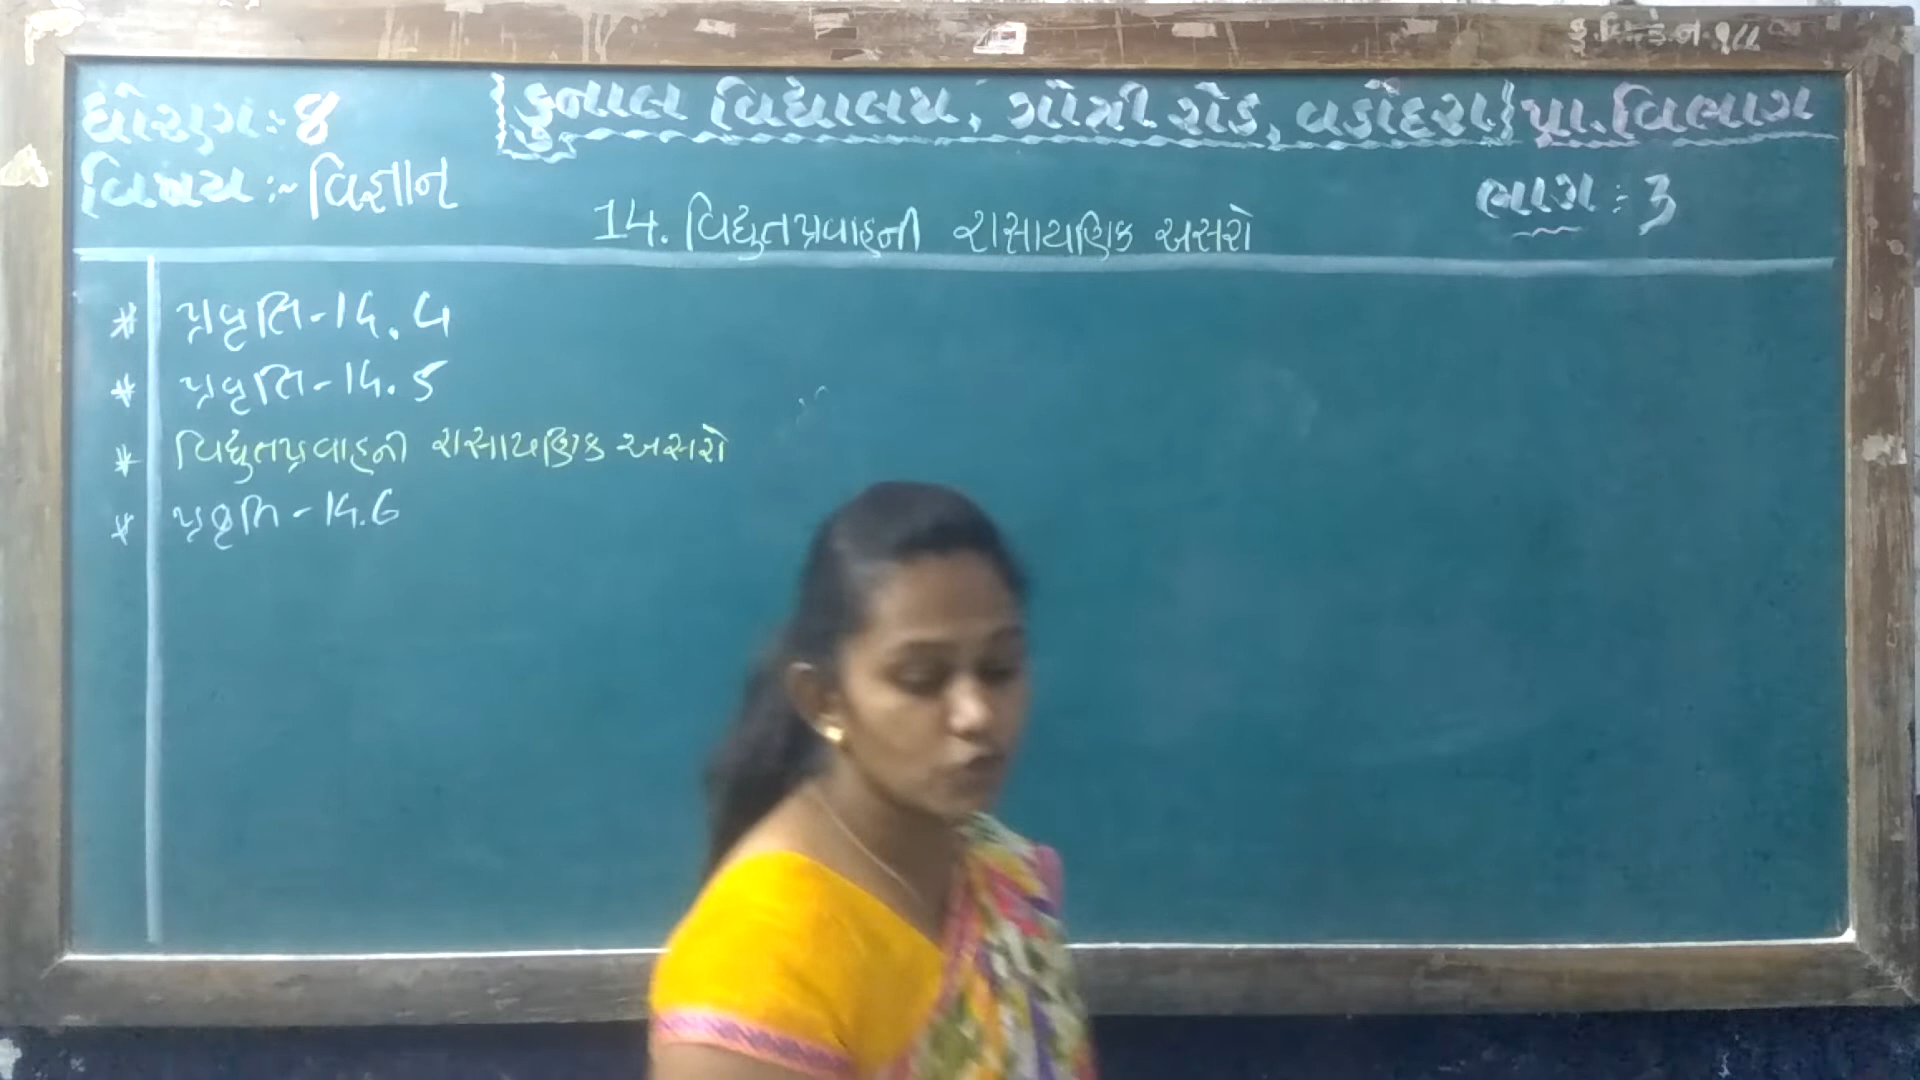 ધોરણ:- ૪ કુનાલ વિદ્યાલય, ગોત્રી રોડ, વડોદરા પ્રા.વિભાગ
વિષય :- વિજ્ઞાન
ભાગ : 3
14. વિદ્યુતપ્રવાહની રાસાયણિક અસરો
* પ્રવૃત્તિ - 14.4
* પ્રવૃત્તિ - 14.5
* વિદ્યુતપ્રવાહની રાસાયણિક અસરો
* પ્રવૃત્તિ - 14.6